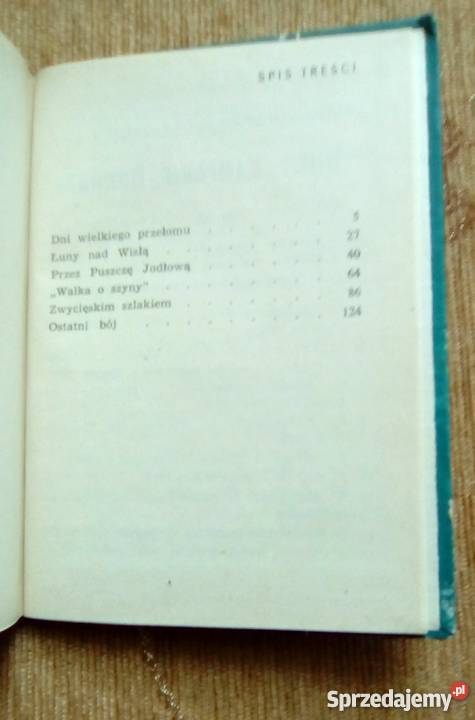 SPIS TREŚCI
Dni wielkiego przełomu . . . . . 5
Łuny nad Wisłą . . . . . . 27
Przez Puszczę Jodłową . . . . . 40
„Walka o szyny” . . . . . . 64
Zwycięskim szlakiem . . . . . 86
Ostatni bój . . . . . . . 124
Sprzedajemy.pl